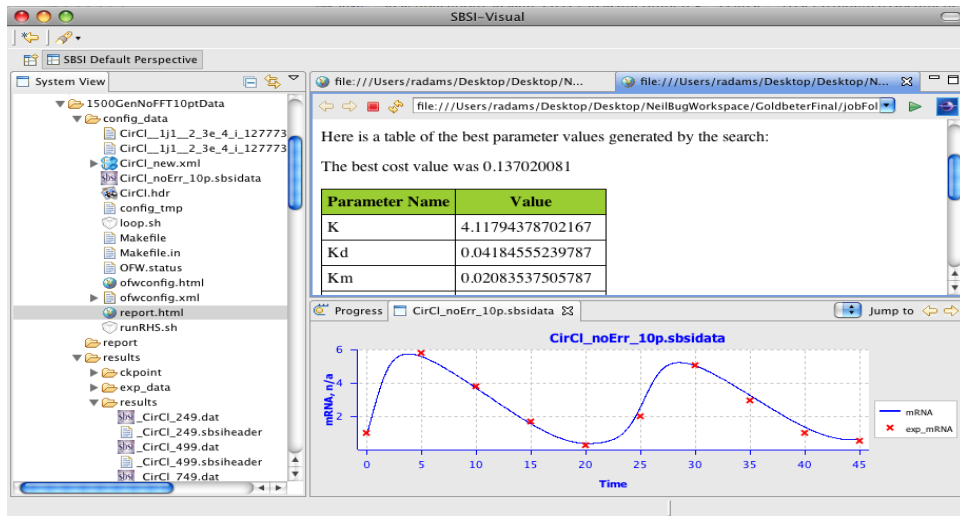 SBSI-Visual
SBSI Default Perspective
System View
1500GenNoFFT10ptData
config_data
CirCl__1j1__2_3e_4_i_127773
CirCl__1j1__2_3e_4_i_127773
CirCl_new.xml
CirCl_noErr_10p.sbsidata
CirCl.hdr
config_tmp
loop.sh
Makefile
Makefile.in
OFW.status
ofwconfig.html
ofwconfig.xml
report.html
runRHS.sh
report
results
ckpoint
exp_data
results
_CirCl_249.dat
_CirCl_249.sbsiheader
_CirCl_499.dat
_CirCl_499.sbsiheader
_CirCl_749.dat
file:///Users/radams/Desktop/Desktop/N...
file:///Users/radams/Desktop/Desktop/N...
file:///Users/radams/Desktop/Desktop/NeilBugWorkspace/GoldbeterFinal/jobFol
Here is a table of the best parameter values generated by the search:
The best cost value was 0.137020081
Parameter Name Value
K 4.11794378702167
Kd 0.04184555239787
Km 0.02083537505787
Progress CirCl_noErr_10p.sbsidata Jump to
CirCl_noErr_10p.sbsidata
mRNA, n/a
6
4
2
0 5 10 15 20 25 30 35 40 45
Time
mRNA
exp_mRNA